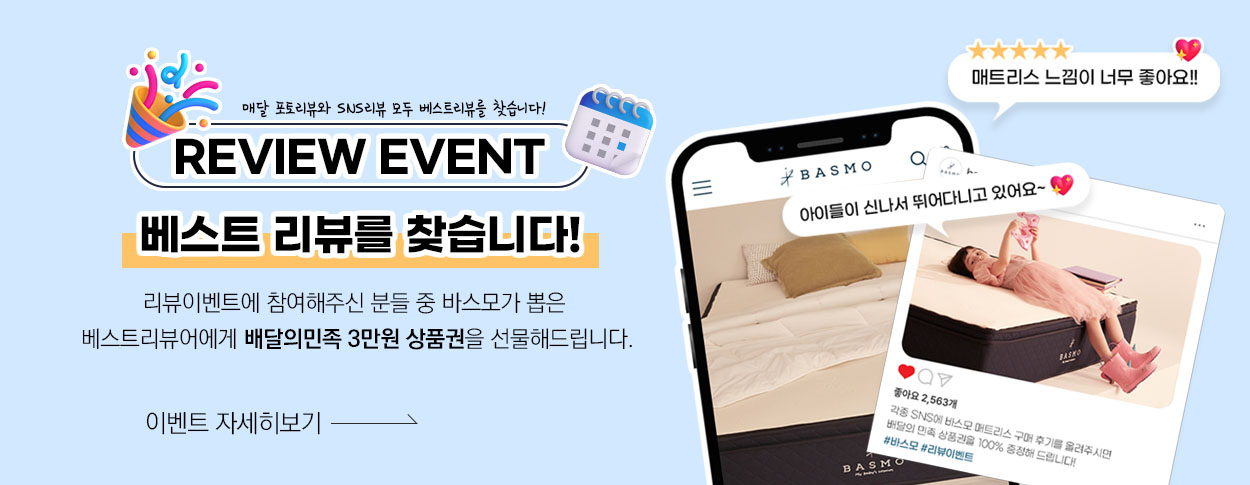 매달 포토리뷰와 SNS리뷰 모두 베스트리뷰를 찾습니다!
REVIEW EVENT
베스트 리뷰를 찾습니다!
리뷰이벤트에 참여해주신 분들 중 바스모가 뽑은
베스트리뷰어에게 배달의민족 3만원 상품권을 선물해드립니다.
이벤트 자세히보기
매트리스 느낌이 너무 좋아요!!
BASMO
BASMO
아이들이 신나서 뛰어다니고 있어요~
BASMO
좋아요 2,563개
각종 SNS에 바스모 매트리스 구매 후기를 올려주시면
배달의 민족 상품권을 100% 증정해 드립니다!
#바스모 #리뷰이벤트
BASMO